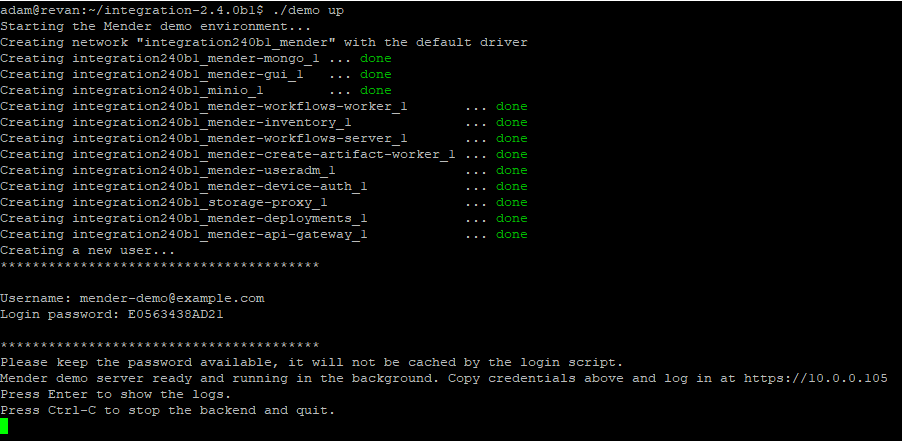 adam@revan:~/integration-2.4.0b1$ ./demo up
Starting the Mender demo environment...
Creating network "integration240b1_mender" with the default driver
Creating integration240b1_mender-mongo_1 ... done
Creating integration240b1_mender-gui_1   ... done
Creating integration240b1_minio_1        ... done
Creating integration240b1_mender-workflows-worker_1       ... done
Creating integration240b1_mender-inventory_1              ... done
Creating integration240b1_mender-workflows-server_1       ... done
Creating integration240b1_mender-create-artifact-worker_1 ... done
Creating integration240b1_mender-useradm_1                ... done
Creating integration240b1_mender-device-auth_1            ... done
Creating integration240b1_storage-proxy_1                 ... done
Creating integration240b1_mender-deployments_1            ... done
Creating integration240b1_mender-api-gateway_1            ... done
Creating a new user...
****************************************
Username: mender-demo@example.com
Login password: E0563438AD21
****************************************
Please keep the password available, it will not be cached by the login script.
Mender demo server ready and running in the background. Copy credentials above and log in at https://10.0.0.105
Press Enter to show the logs.
Press Ctrl-C to stop the backend and quit.